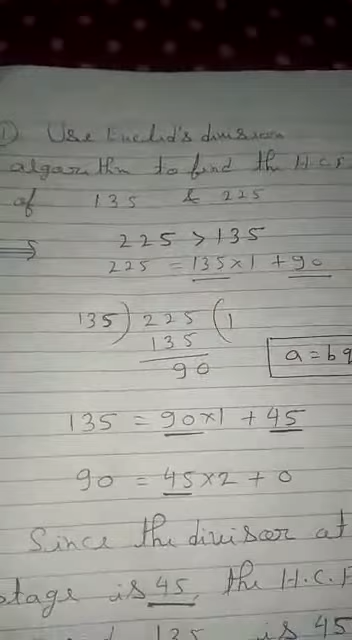 ① Use Euclid's division
algorithm to find the H.C.F
of 135 & 225
⇒ 225 > 135
225 = 135×1 + 90
135) 225 (1
135
90
a = bq
135 = 90×1 + 45
90 = 45×2 + 0
Since the divisor at
stage is 45, the H.C.F
135 is 45